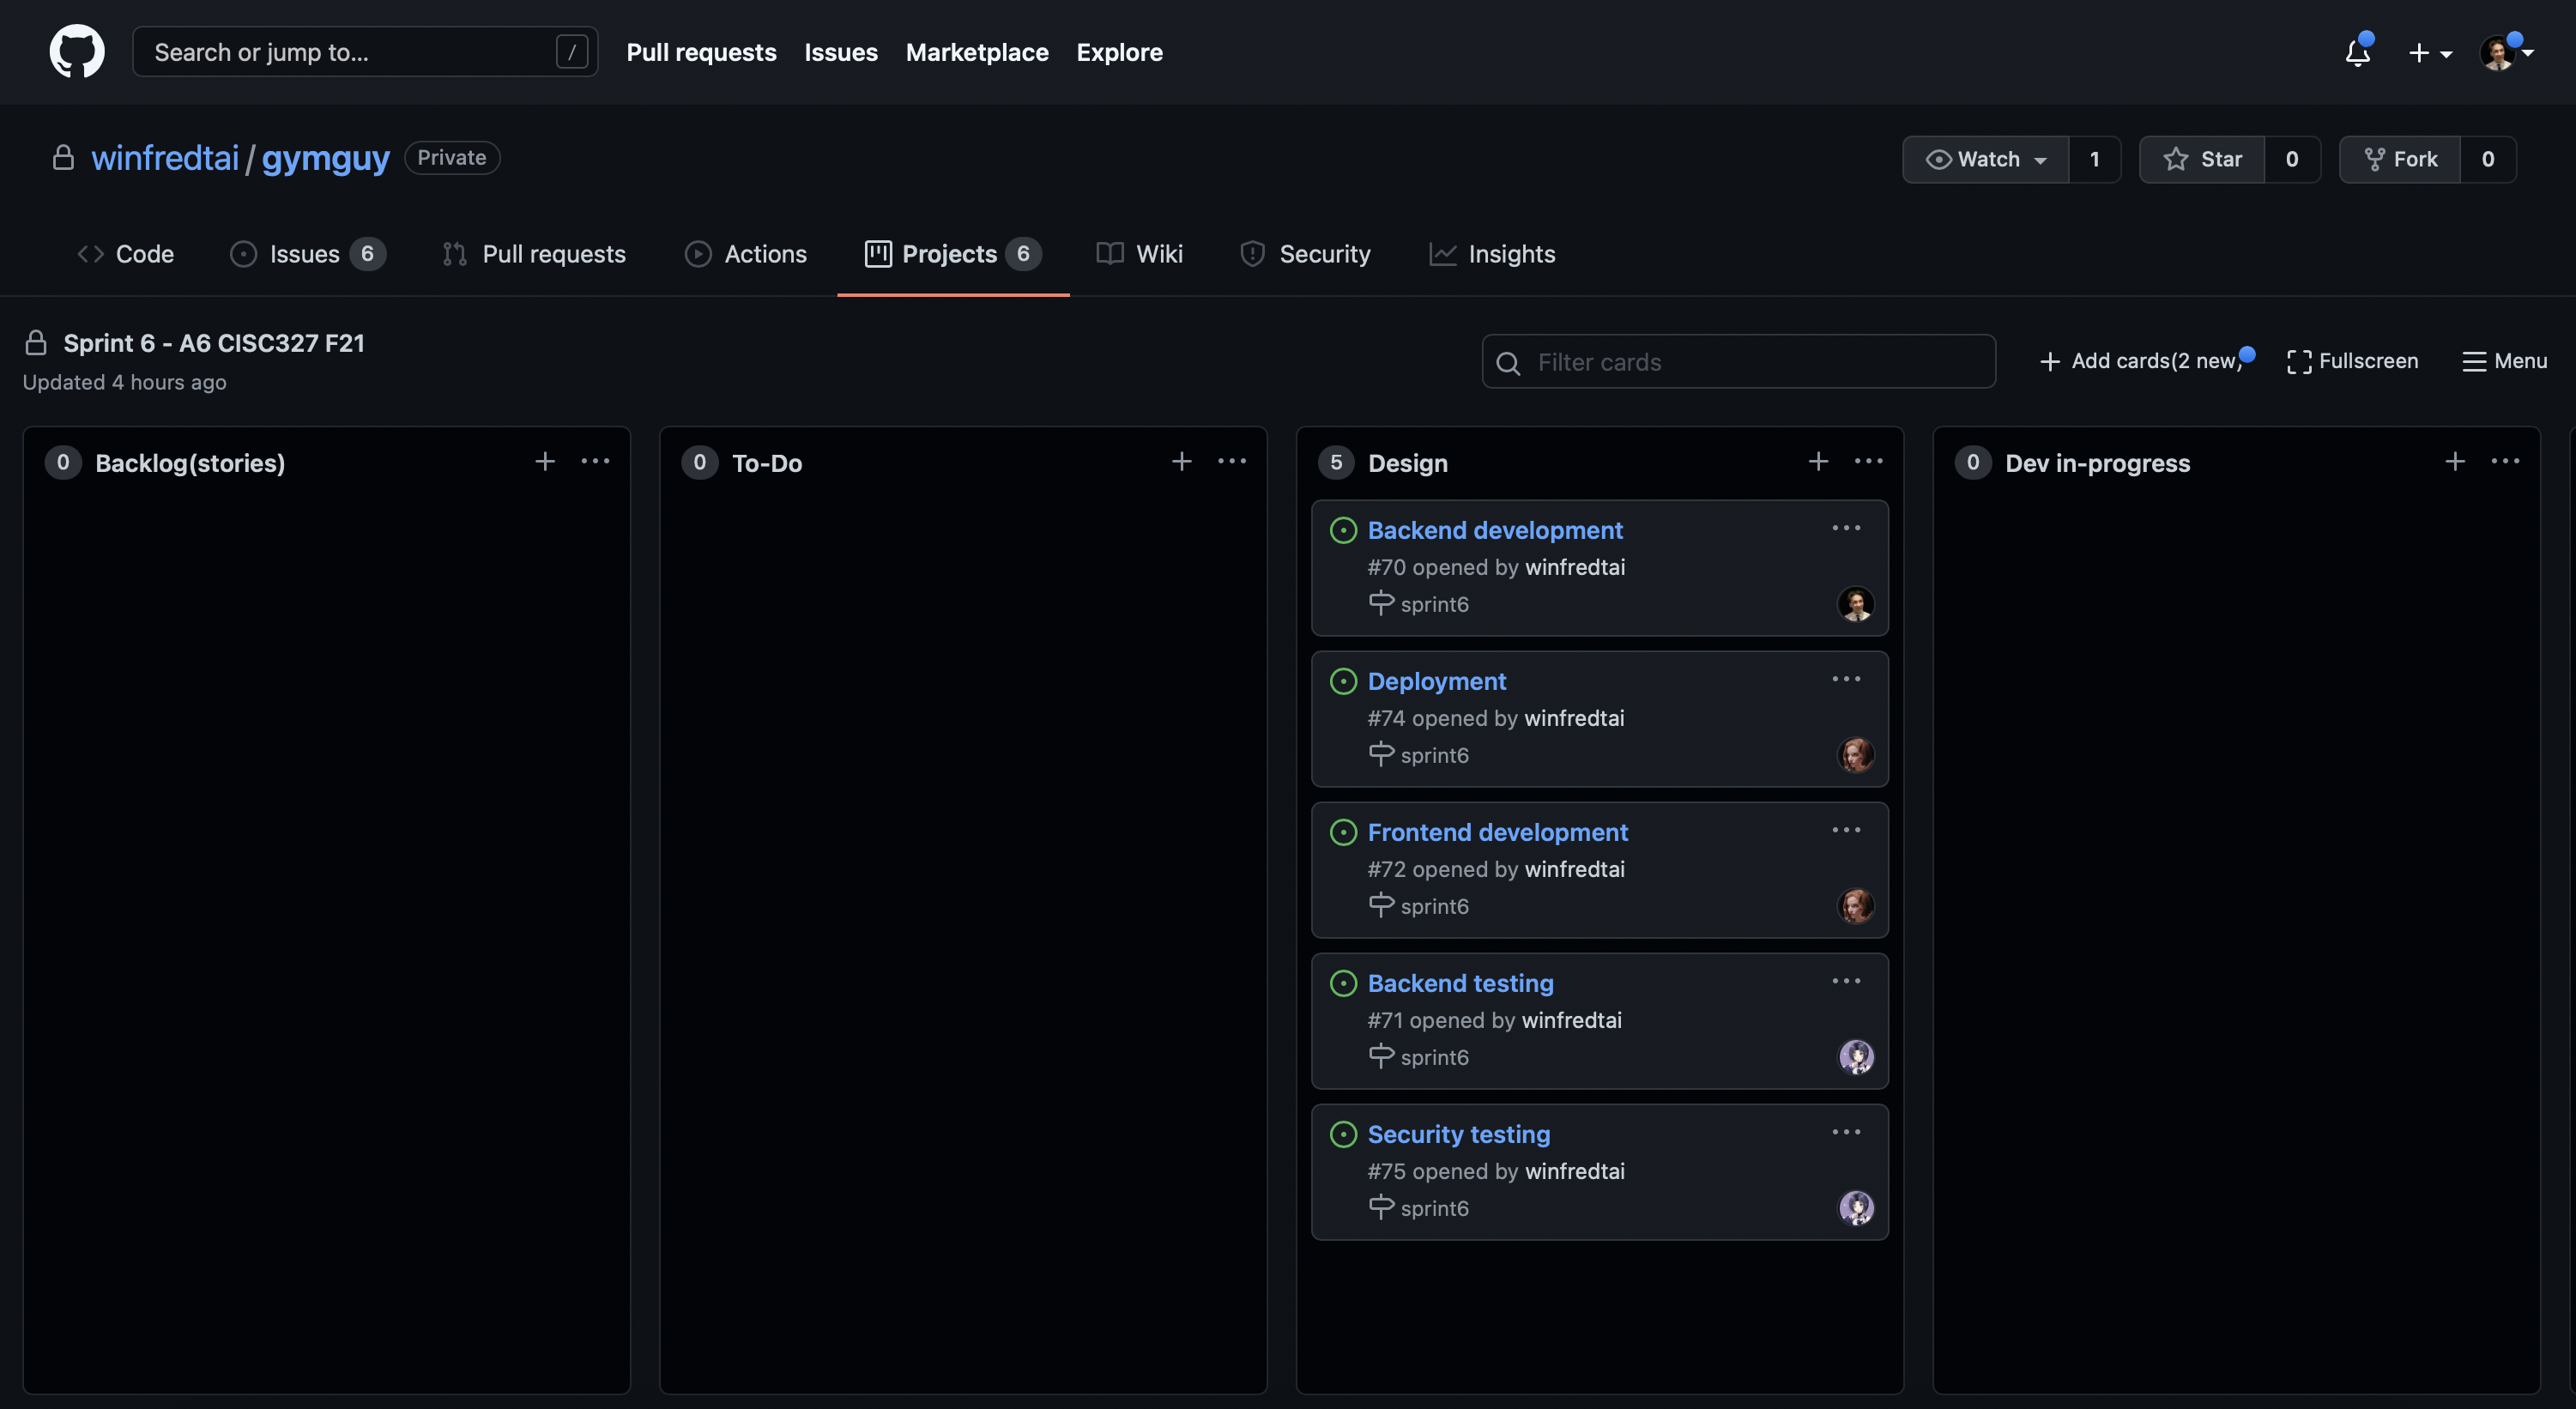 Search or jump to... /
Pull requests Issues Marketplace Explore
winfredtai / gymguy Private
Watch 1 Star 0 Fork 0
Code Issues 6 Pull requests Actions Projects 6 Wiki Security Insights
Sprint 6 - A6 CISC327 F21
Updated 4 hours ago
Filter cards
Add cards(2 new) Fullscreen Menu
0 Backlog(stories)
0 To-Do
5 Design
Backend development
#70 opened by winfredtai
sprint6
Deployment
#74 opened by winfredtai
sprint6
Frontend development
#72 opened by winfredtai
sprint6
Backend testing
#71 opened by winfredtai
sprint6
Security testing
#75 opened by winfredtai
sprint6
0 Dev in-progress